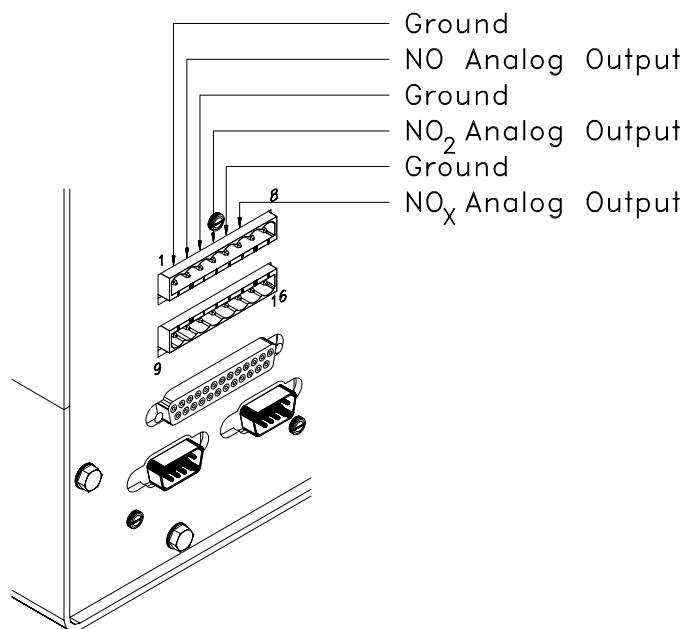 Ground
NO Analog Output
Ground
NO2 Analog Output
Ground
NOX Analog Output
8
1
16
9